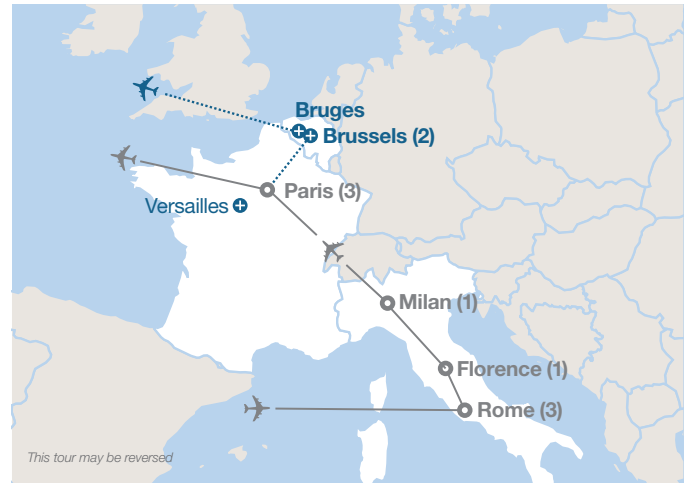 Bruges
Brussels (2)
Paris (3)
Versailles
Milan (1)
Florence (1)
Rome (3)
This tour may be reversed